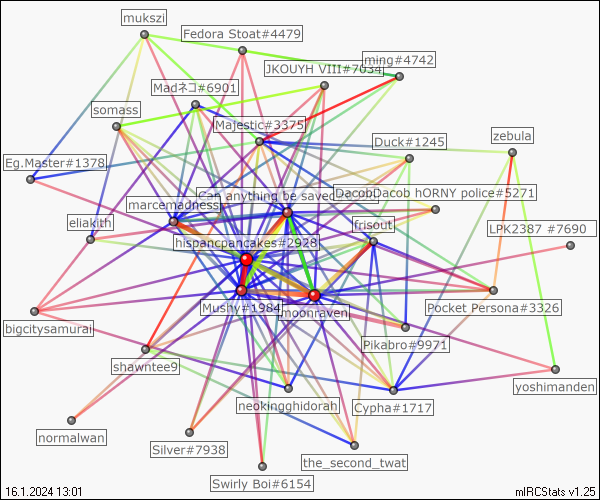 mukszi
Fedora Stoat#4479
ming#4742
JKOUYH VIII#7034
Madネコ#6901
somass
Majestic#3375
Duck#1245
zebula
Eg.Master#1378
Can anything be saved
DacobDacob hORNY police#5271
marcemadness
eliakith
frisout
LPK2387 #7690
hispancpancakes#2928
Mushy#1984
moonraven
Pocket Persona#3326
bigcitysamurai
Pikabro#9971
shawntee9
yoshimanden
neokingghidorah
Cypha#1717
normalwan
Silver#7938
the_second_twat
Swirly Boi#6154
16.1.2024 13:01
mIRCStats v1.25